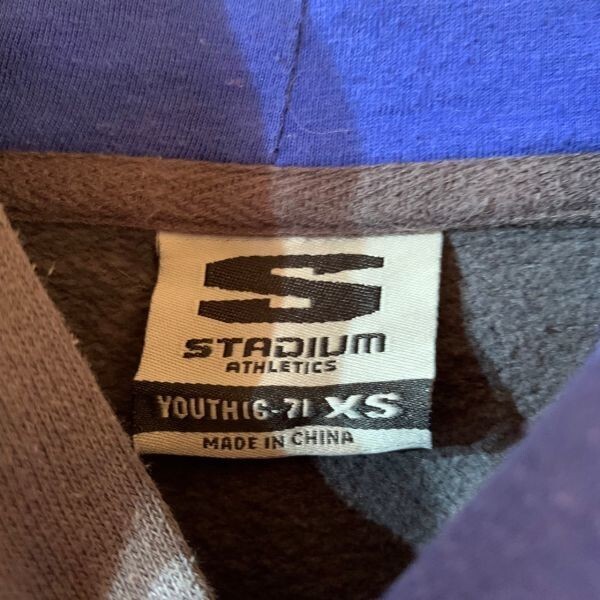 S
STADIUM
ATHLETICS
YOUTH(6-7) XS
MADE IN CHINA